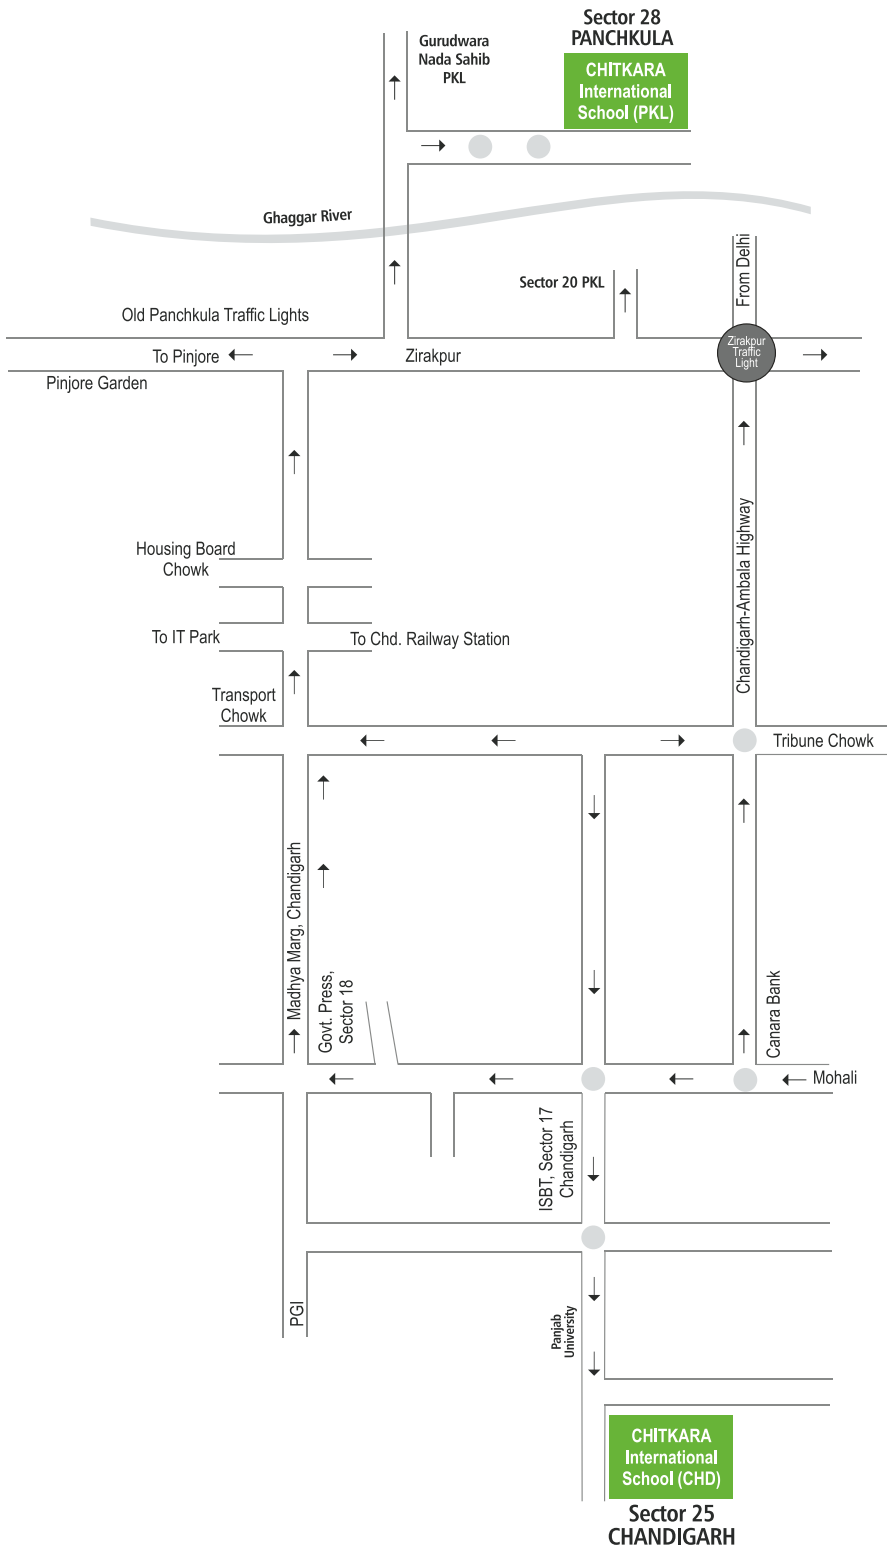 Sector 28
PANCHKULA
Gurudwara
Nada Sahib
PKL
CHITKARA
International
School (PKL)
Ghaggar River
From Delhi
Sector 20 PKL
Old Panchkula Traffic Lights
Zirakpur
Traffic
Light
To Pinjore
Zirakpur
Pinjore Garden
Chandigarh-Ambala Highway
Housing Board
Chowk
To IT Park
To Chd. Railway Station
Transport
Chowk
Tribune Chowk
Madhya Marg, Chandigarh
Govt. Press,
Sector 18
Canara Bank
Mohali
ISBT, Sector 17
Chandigarh
PGI
Panjab
University
CHITKARA
International
School (CHD)
Sector 25
CHANDIGARH